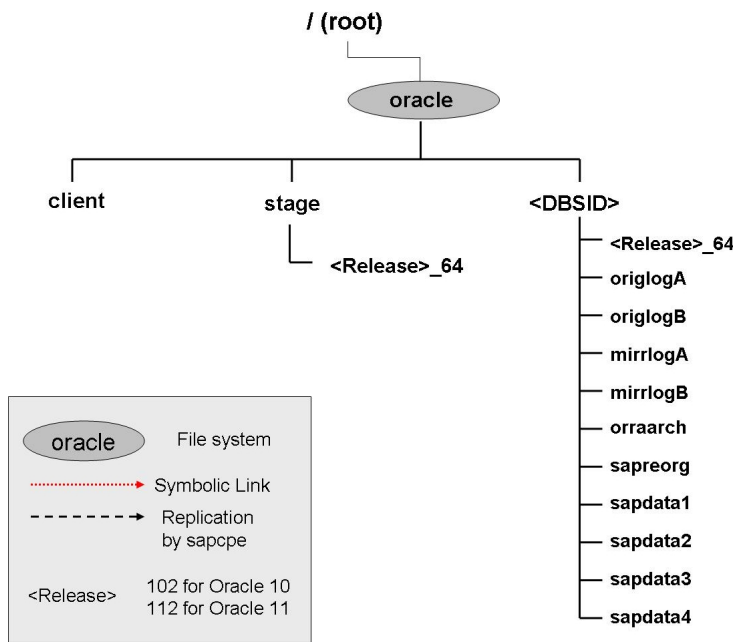 / (root)
oracle
client
stage
<DBSID>
<Release>_64
<Release>_64
origlogA
origlogB
mirrlogA
mirrlogB
orraarch
sapreorg
sapdata1
sapdata2
sapdata3
sapdata4
oracle
File system
Symbolic Link
Replication
by sapcpe
<Release>
102 for Oracle 10
112 for Oracle 11